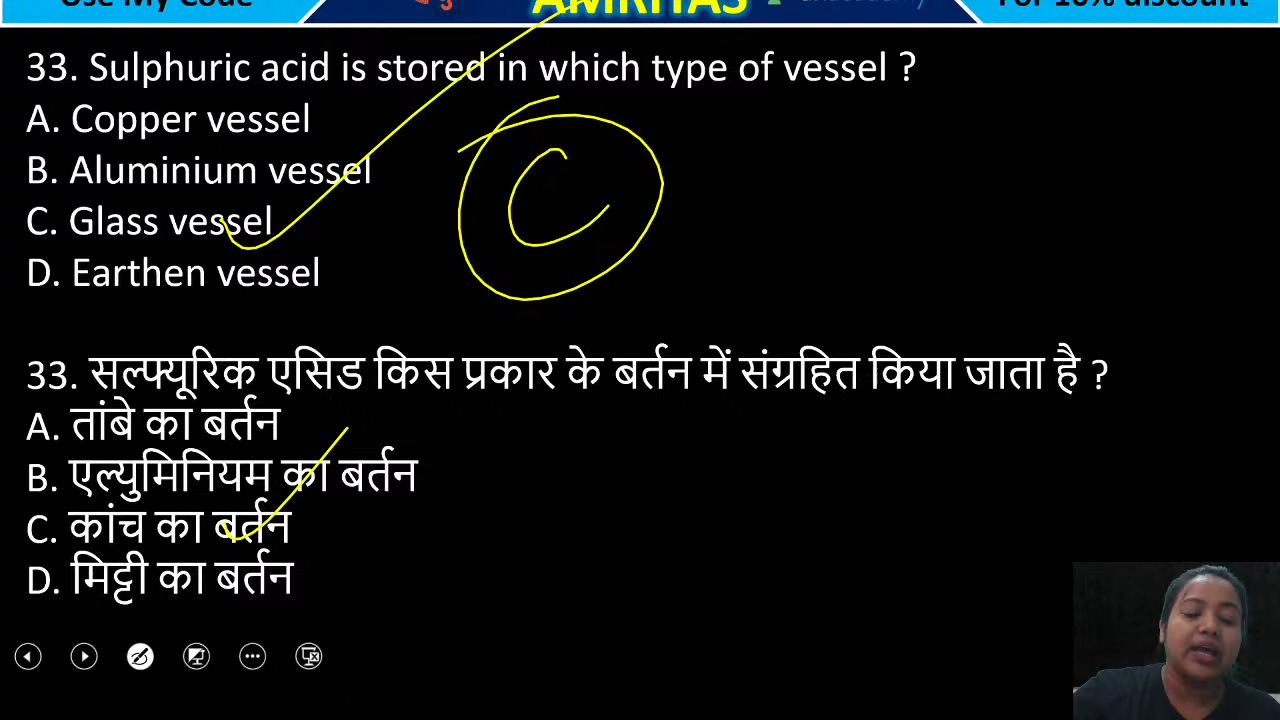 Use My Code AMRITAS For 10% discount
33. Sulphuric acid is stored in which type of vessel ?
A. Copper vessel
B. Aluminium vessel
C. Glass vessel
D. Earthen vessel
C
33. सल्फ्यूरिक एसिड किस प्रकार के बर्तन में संग्रहित किया जाता है ?
A. तांबे का बर्तन
B. एल्युमिनियम का बर्तन
C. कांच का बर्तन
D. मिट्टी का बर्तन